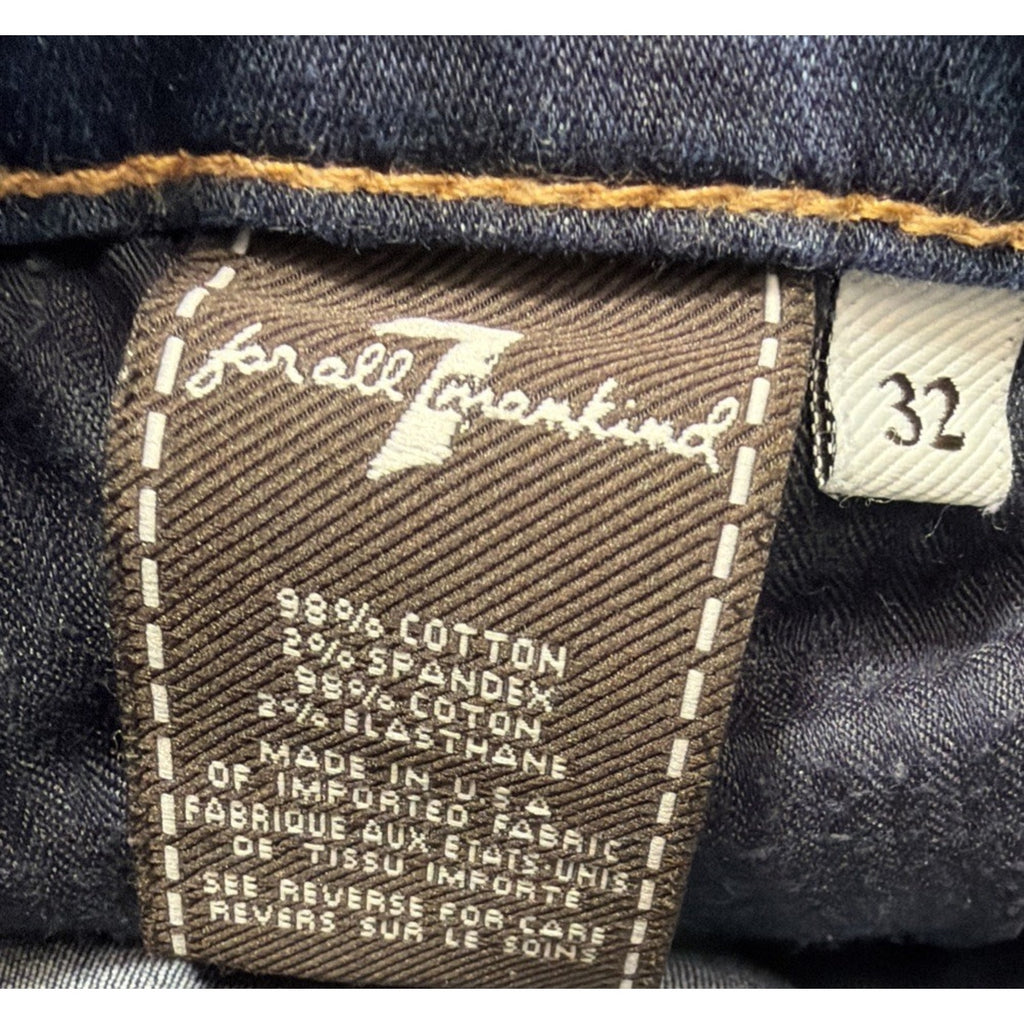 for all 7 mankind
32
98% COTTON
2% SPANDEX
98% COTON
2% ELASTHANE
MADE IN U S A
OF IMPORTED FABRIC
FABRIQUE AUX ETATS-UNIS
OF TISSU IMPORTE
SEE REVERSE FOR CARE
REVERS SUR LE SOINS